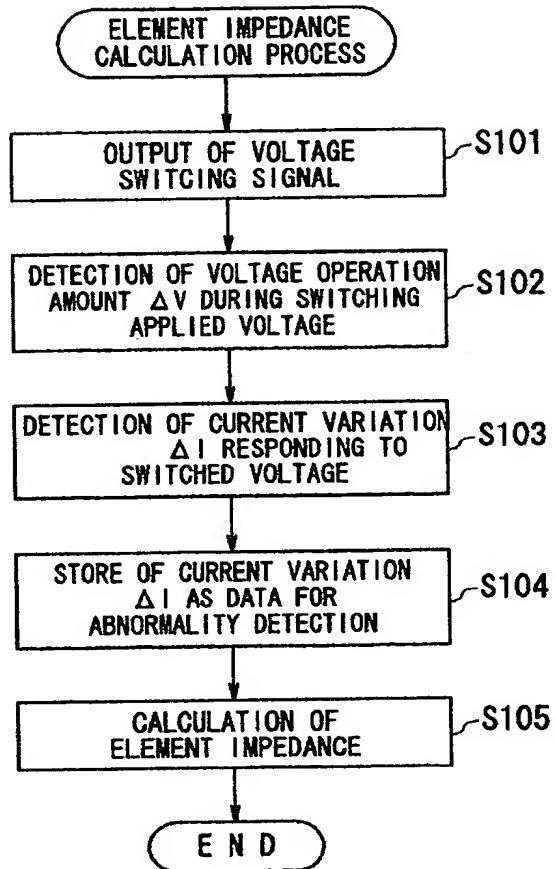 ELEMENT IMPEDANCE
CALCULATION PROCESS
OUTPUT OF VOLTAGE
SWITCING SIGNAL
S101
DETECTION OF VOLTAGE OPERATION
AMOUNT ΔV DURING SWITCHING
APPLIED VOLTAGE
S102
DETECTION OF CURRENT VARIATION
ΔI RESPONDING TO
SWITCHED VOLTAGE
S103
STORE OF CURRENT VARIATION
ΔI AS DATA FOR
ABNORMALITY DETECTION
S104
CALCULATION OF
ELEMENT IMPEDANCE
S105
END